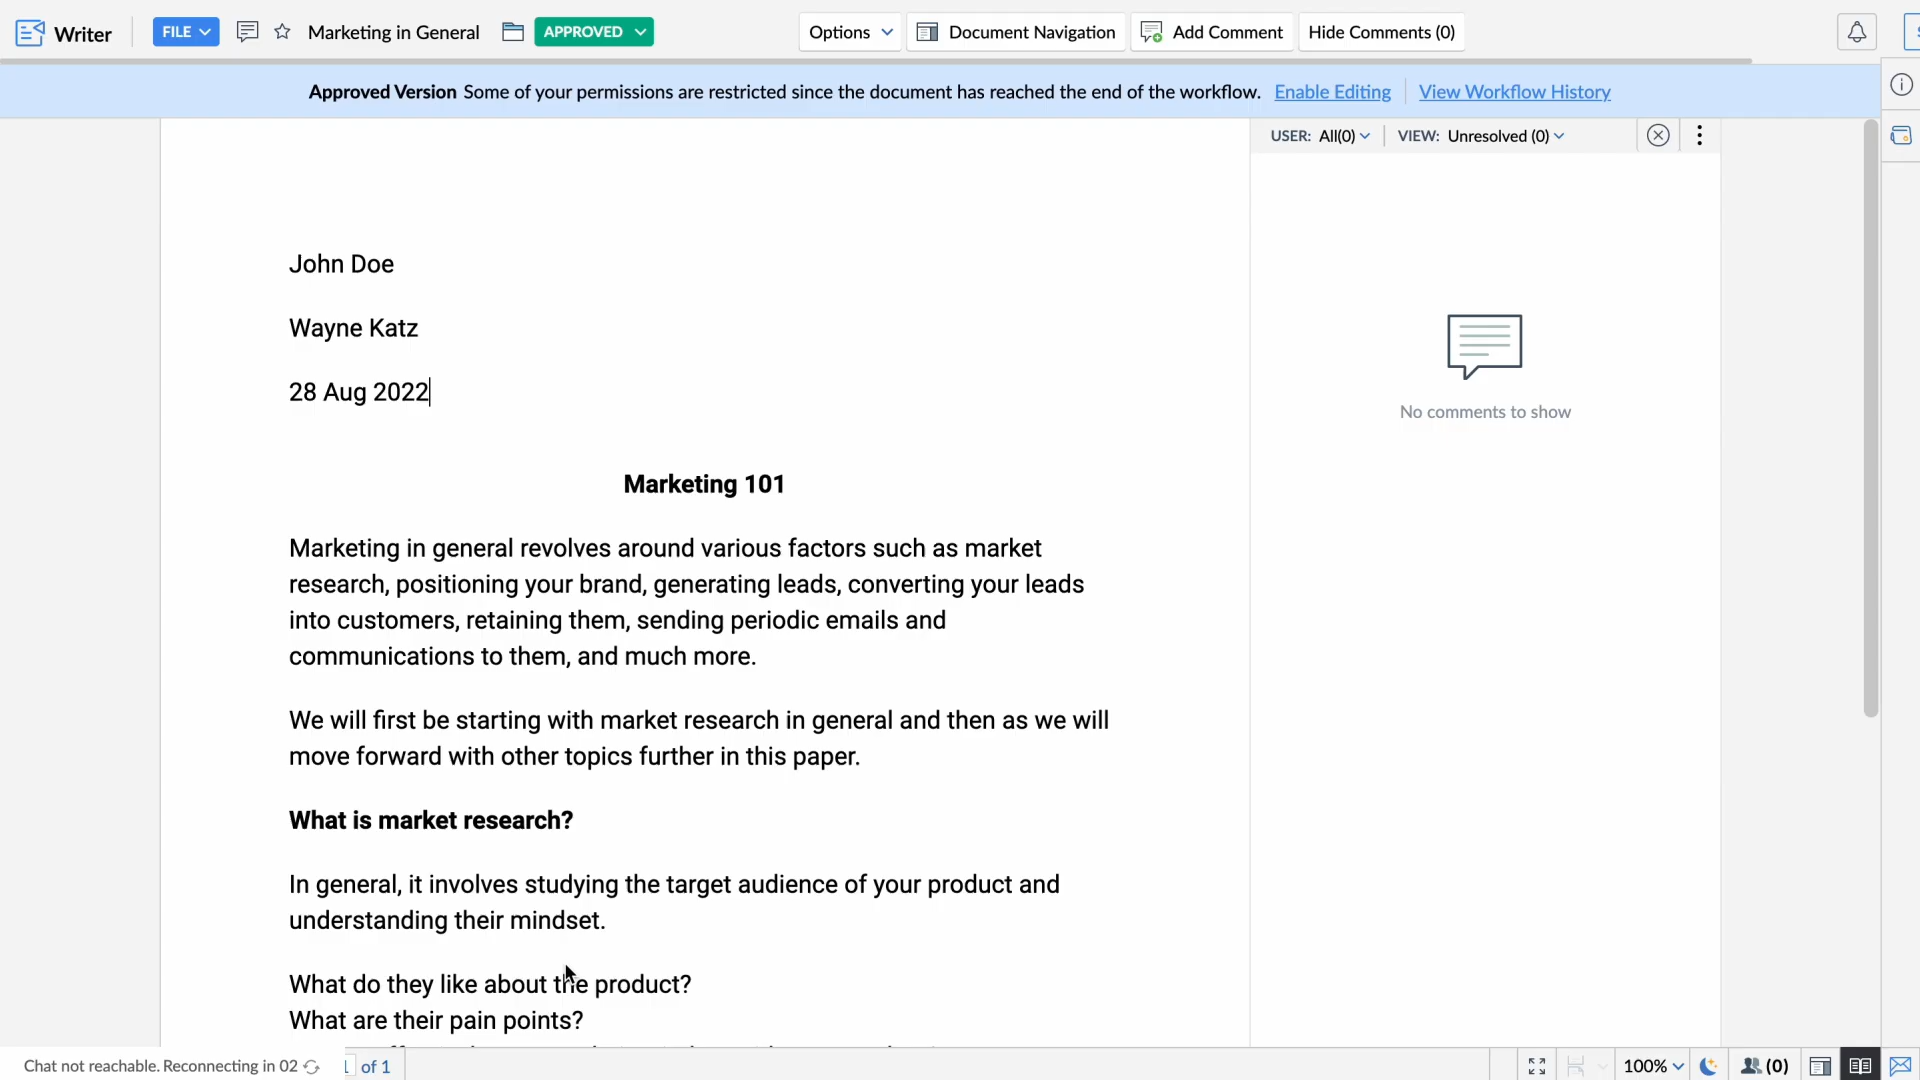 Writer FILE Marketing in General APPROVED Options Document Navigation Add Comment Hide Comments (0)
Approved Version Some of your permissions are restricted since the document has reached the end of the workflow. Enable Editing View Workflow History
USER: All(0) VIEW: Unresolved (0)
John Doe
Wayne Katz
28 Aug 2022
No comments to show
Marketing 101
Marketing in general revolves around various factors such as market
research, positioning your brand, generating leads, converting your leads
into customers, retaining them, sending periodic emails and
communications to them, and much more.
We will first be starting with market research in general and then as we will
move forward with other topics further in this paper.
What is market research?
In general, it involves studying the target audience of your product and
understanding their mindset.
What do they like about the product?
What are their pain points?
Chat not reachable. Reconnecting in 02 1 of 1 100% (0)